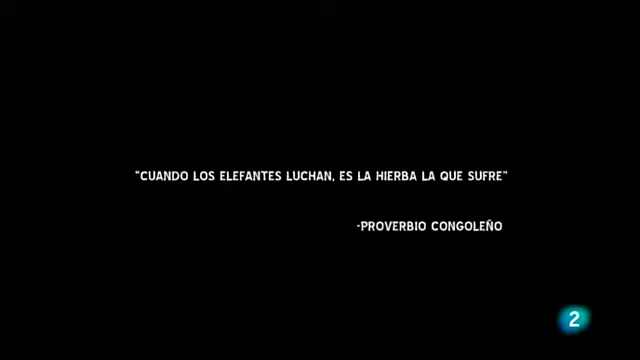 "CUANDO LOS ELEFANTES LUCHAN, ES LA HIERBA LA QUE SUFRE"
-PROVERBIO CONGOLEÑO
2